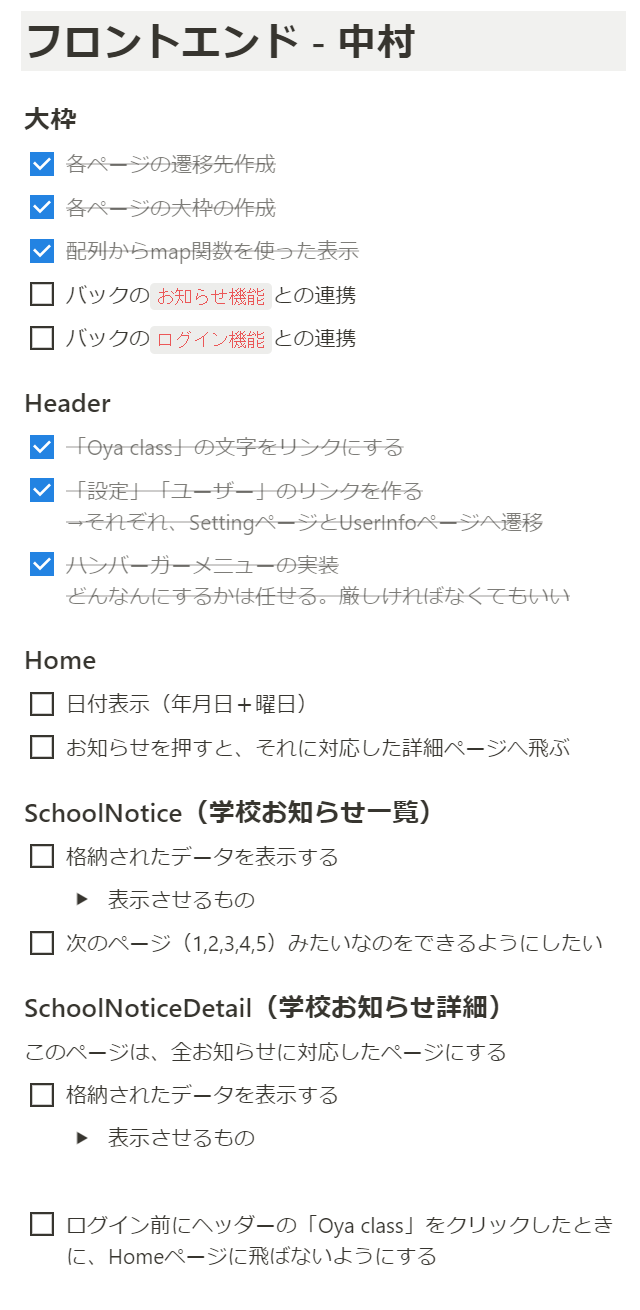 フロントエンド - 中村
大枠
各ページの遷移先作成
各ページの大枠の作成
配列からmap関数を使った表示
バックのお知らせ機能との連携
バックのログイン機能との連携
Header
「Oya class」の文字をリンクにする
「設定」「ユーザー」のリンクを作る
→それぞれ、SettingページとUserInfoページへ遷移
ハンバーガーメニューの実装
どんなんにするかは任せる。厳しければなくてもいい
Home
日付表示（年月日＋曜日）
お知らせを押すと、それに対応した詳細ページへ飛ぶ
SchoolNotice（学校お知らせ一覧）
格納されたデータを表示する
表示させるもの
次のページ（1,2,3,4,5）みたいなのをできるようにしたい
SchoolNoticeDetail（学校お知らせ詳細）
このページは、全お知らせに対応したページにする
格納されたデータを表示する
表示させるもの
ログイン前にヘッダーの「Oya class」をクリックしたとき
に、Homeページに飛ばないようにする